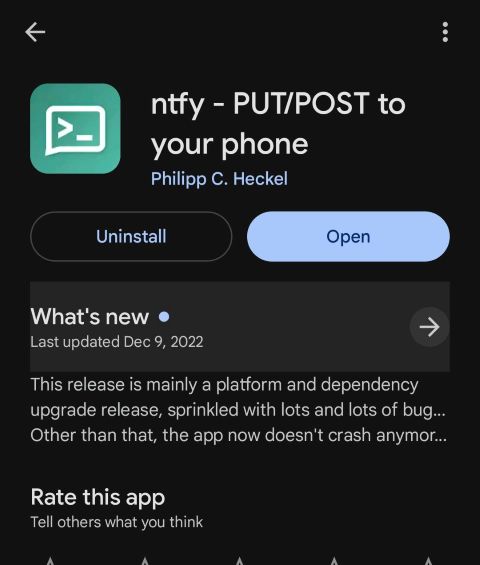 ntfy - PUT/POST to
your phone
Philipp C. Heckel
Uninstall
Open
What's new
Last updated Dec 9, 2022
This release is mainly a platform and dependency
upgrade release, sprinkled with lots and lots of bug...
Other than that, the app now doesn't crash anymor...
Rate this app
Tell others what you think